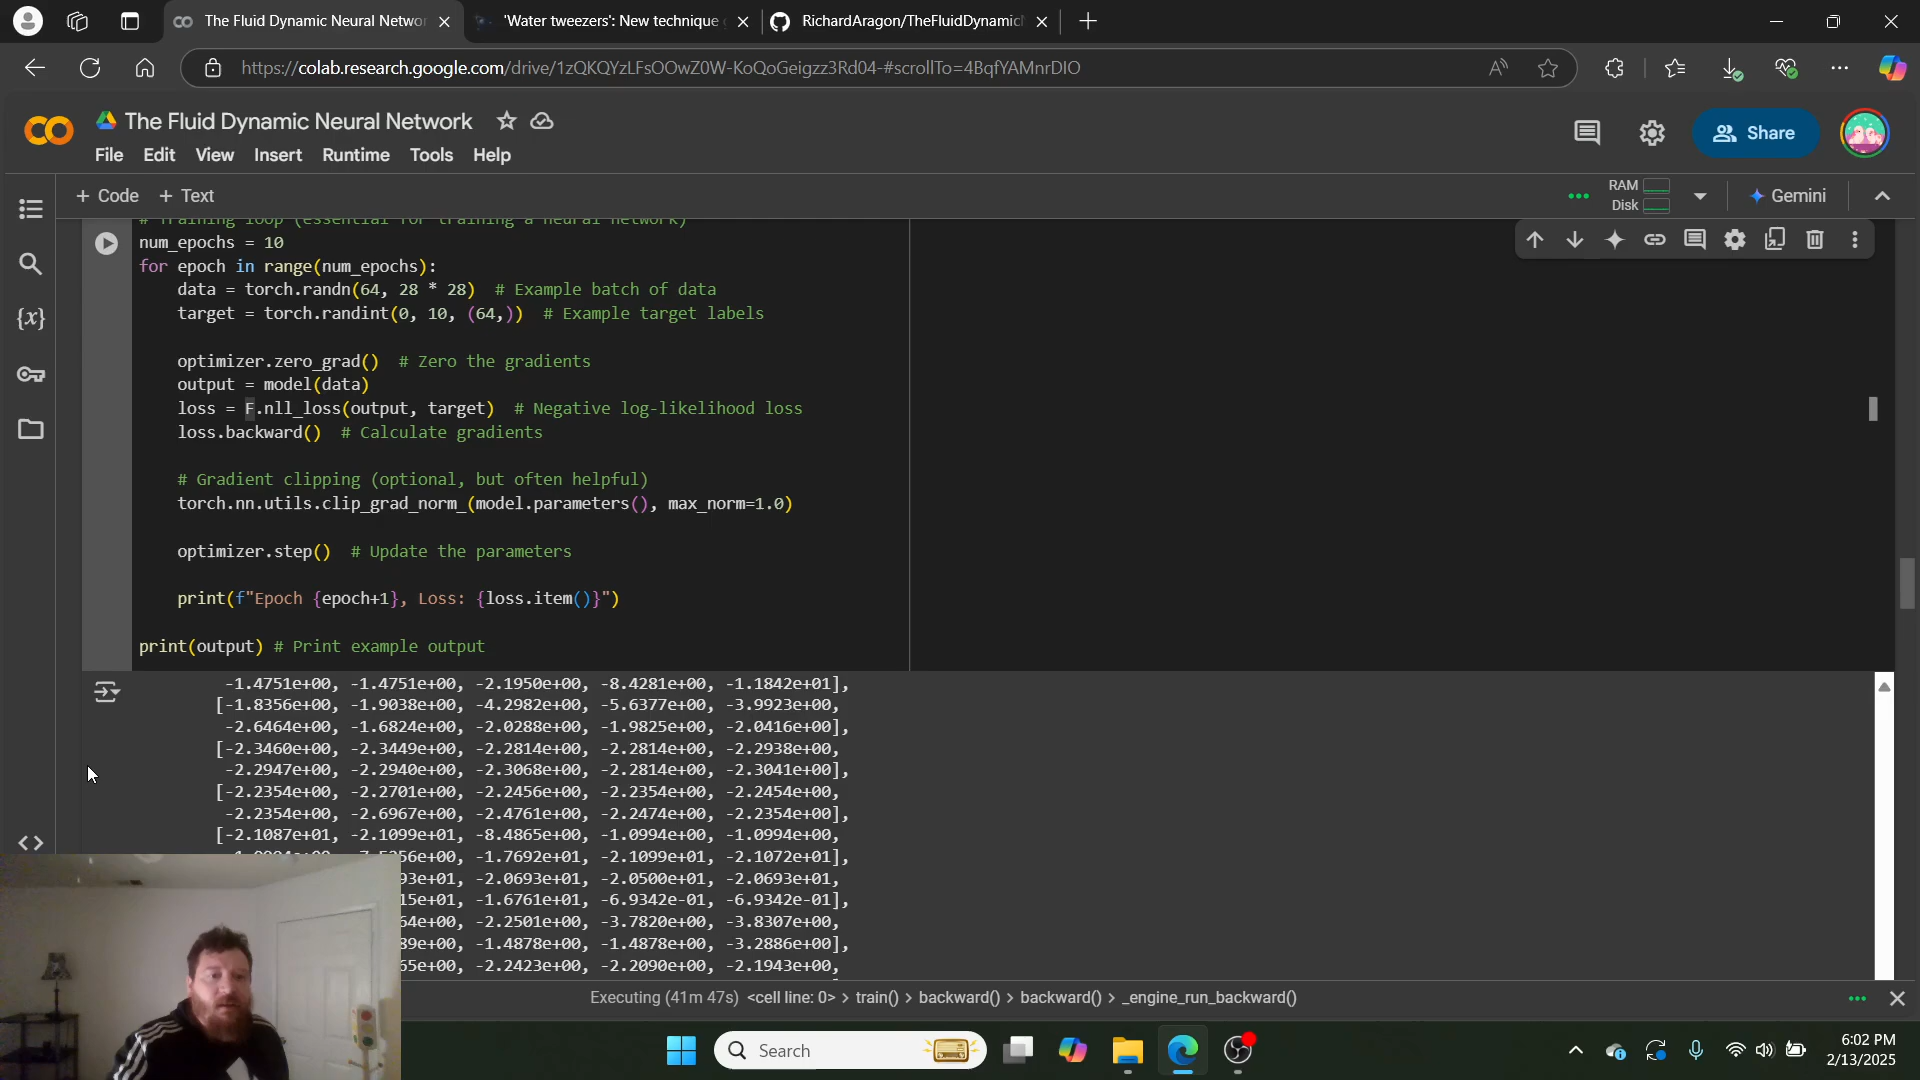 The Fluid Dynamic Neural Netwo
'Water tweezers': New technique
RichardAragon/TheFluidDynamic
https://colab.research.google.com/drive/1zQKQYzLFsOOwZ0W-KoQoGeigzz3Rd04-#scrollTo=4BqfYAMnrDIO
The Fluid Dynamic Neural Network
File Edit View Insert Runtime Tools Help
Share
+ Code + Text
RAM
Disk
Gemini
# Training loop (essential for training a neural network)
num_epochs = 10
for epoch in range(num_epochs):
data = torch.randn(64, 28 * 28) # Example batch of data
target = torch.randint(0, 10, (64,)) # Example target labels
optimizer.zero_grad() # Zero the gradients
output = model(data)
loss = F.nll_loss(output, target) # Negative log-likelihood loss
loss.backward() # Calculate gradients
# Gradient clipping (optional, but often helpful)
torch.nn.utils.clip_grad_norm_(model.parameters(), max_norm=1.0)
optimizer.step() # Update the parameters
print(f"Epoch {epoch+1}, Loss: {loss.item()}")
print(output) # Print example output
-1.4751e+00, -1.4751e+00, -2.1950e+00, -8.4281e+00, -1.1842e+01],
[-1.8356e+00, -1.9038e+00, -4.2982e+00, -5.6377e+00, -3.9923e+00,
-2.6464e+00, -1.6824e+00, -2.0288e+00, -1.9825e+00, -2.0416e+00],
[-2.3460e+00, -2.3449e+00, -2.2814e+00, -2.2814e+00, -2.2938e+00,
-2.2947e+00, -2.2940e+00, -2.3068e+00, -2.2814e+00, -2.3041e+00],
[-2.2354e+00, -2.2701e+00, -2.2456e+00, -2.2354e+00, -2.2454e+00,
-2.2354e+00, -2.6967e+00, -2.4761e+00, -2.2474e+00, -2.2354e+00],
[-2.1087e+01, -2.1099e+01, -8.4865e+00, -1.0994e+00, -1.0994e+00,
56e+00, -1.7692e+01, -2.1099e+01, -2.1072e+01],
93e+01, -2.0693e+01, -2.0500e+01, -2.0693e+01,
15e+01, -1.6761e+01, -6.9342e-01, -6.9342e-01],
64e+00, -2.2501e+00, -3.7820e+00, -3.8307e+00,
89e+00, -1.4878e+00, -1.4878e+00, -3.2886e+00],
65e+00, -2.2423e+00, -2.2090e+00, -2.1943e+00,
Executing (41m 47s) <cell line: 0> > train() > backward() > backward() > _engine_run_backward()
Search
6:02 PM
2/13/2025